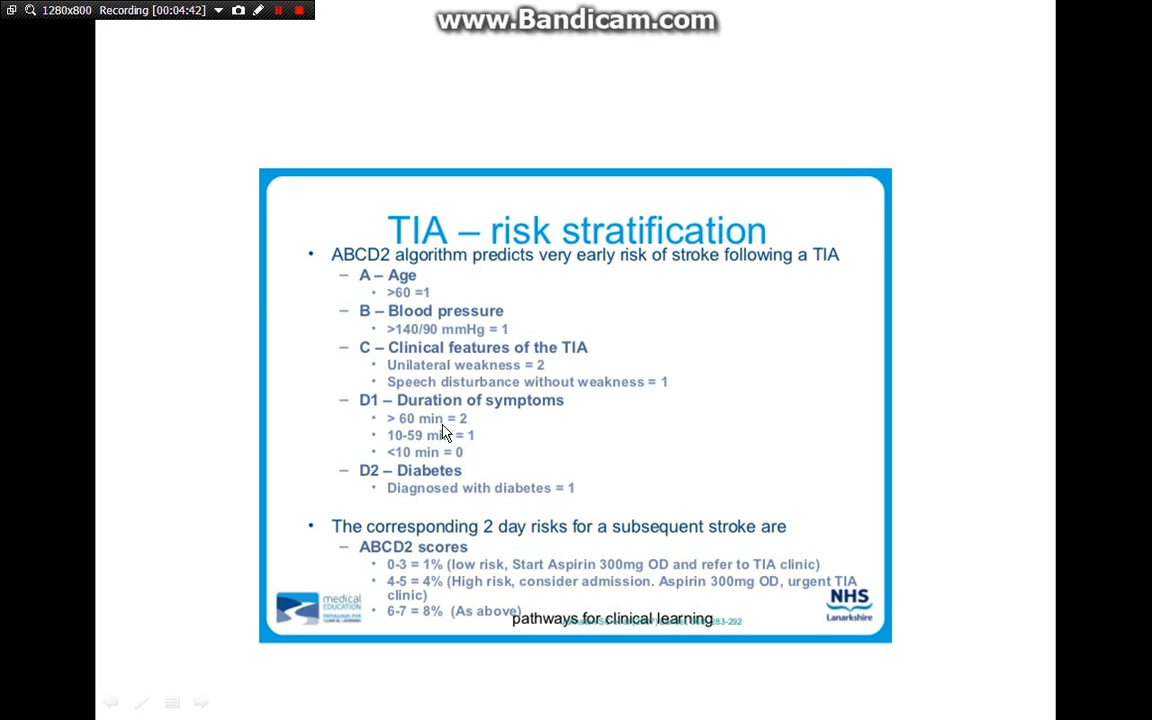 1280x800 Recording [00:04:42]
www.Bandicam.com
TIA – risk stratification
• ABCD2 algorithm predicts very early risk of stroke following a TIA
– A – Age
• >60 =1
– B – Blood pressure
• >140/90 mmHg = 1
– C – Clinical features of the TIA
• Unilateral weakness = 2
• Speech disturbance without weakness = 1
– D1 – Duration of symptoms
• > 60 min = 2
• 10-59 min = 1
• <10 min = 0
– D2 – Diabetes
• Diagnosed with diabetes = 1
• The corresponding 2 day risks for a subsequent stroke are
– ABCD2 scores
• 0-3 = 1% (low risk, Start Aspirin 300mg OD and refer to TIA clinic)
• 4-5 = 4% (High risk, consider admission. Aspirin 300mg OD, urgent TIA
clinic)
• 6-7 = 8% (As above)
medical
EDUCATION
PATHWAYS FOR
CLINICAL LEARNING
pathways for clinical learning
283-292
NHS
Lanarkshire